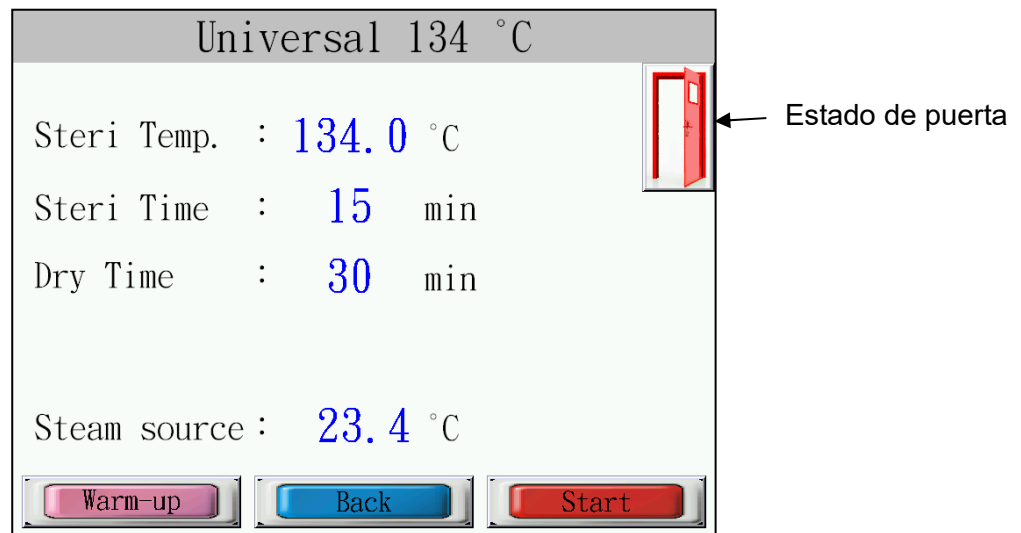 Universal 134 °C
Estado de puerta
Steri Temp. : 134.0 °C
Steri Time : 15 min
Dry Time : 30 min
Steam source : 23.4 °C
Warm-up Back Start